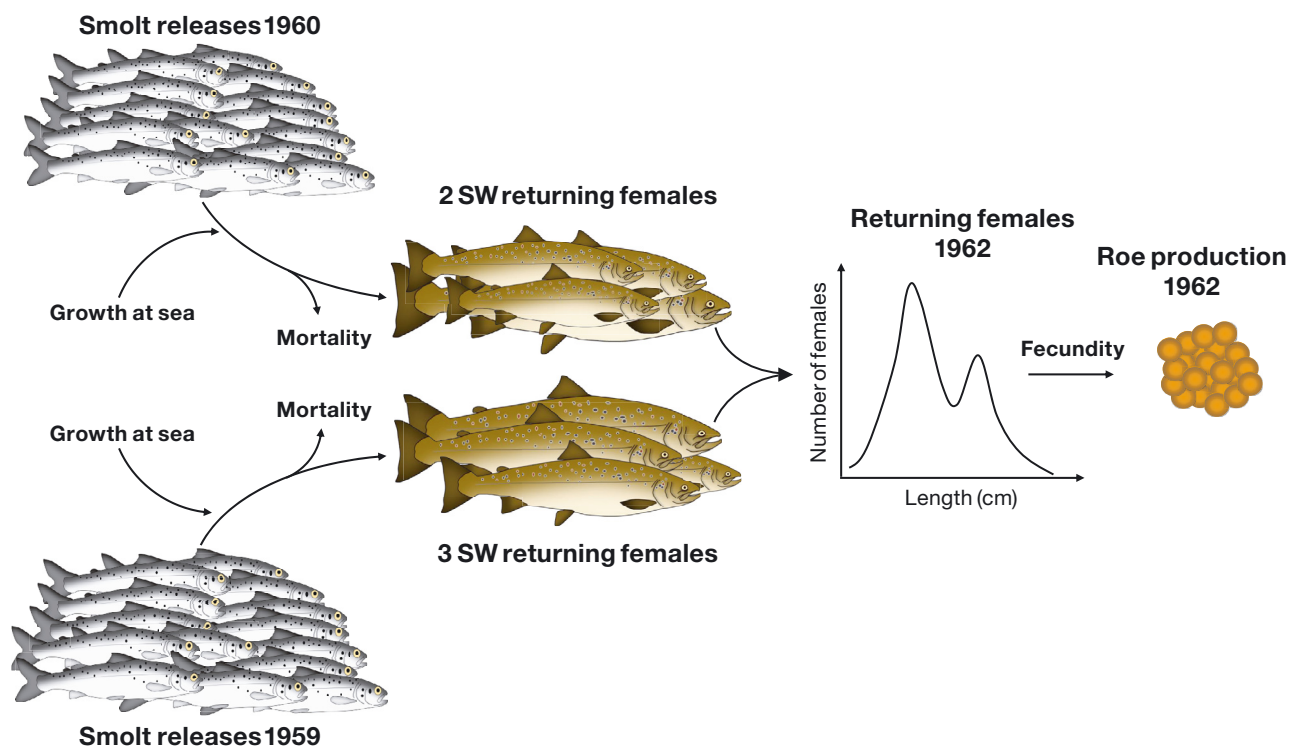 Smolt releases 1960
2 SW returning females
Growth at sea
Mortality
Returning females
1962
Number of females
Length (cm)
Fecundity
Roe production
1962
Mortality
Growth at sea
3 SW returning females
Smolt releases 1959